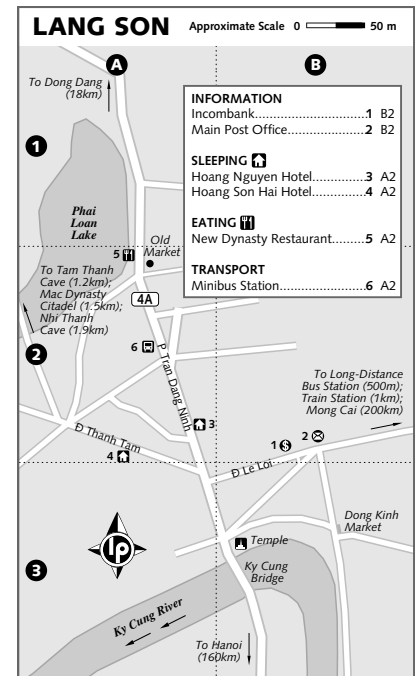 LANG SON
Approximate Scale 0 50 m
A
B
To Dong Dang
(18km)
INFORMATION
Incombank..............................1 B2
Main Post Office....................2 B2
SLEEPING
Hoang Nguyen Hotel.............3 A2
Hoang Son Hai Hotel.............4 A2
EATING
New Dynasty Restaurant.........5 A2
TRANSPORT
Minibus Station......................6 A2
1
Phai
Loan
Lake
5
Old
Market
To Tam Thanh
Cave (1.2km);
Mac Dynasty
Citadel (1.5km);
Nhi Thanh
Cave (1.9km)
4A
2
6
P Tran Dang Ninh
To Long-Distance
Bus Station (500m);
Train Station (1km);
Mong Cai (200km)
3
Đ Thanh Tam
4
1 $
2
Đ Le Loi
Dong Kinh
Market
lp
Temple
3
Ky Cung
Bridge
Ky Cung River
To Hanoi
(160km)